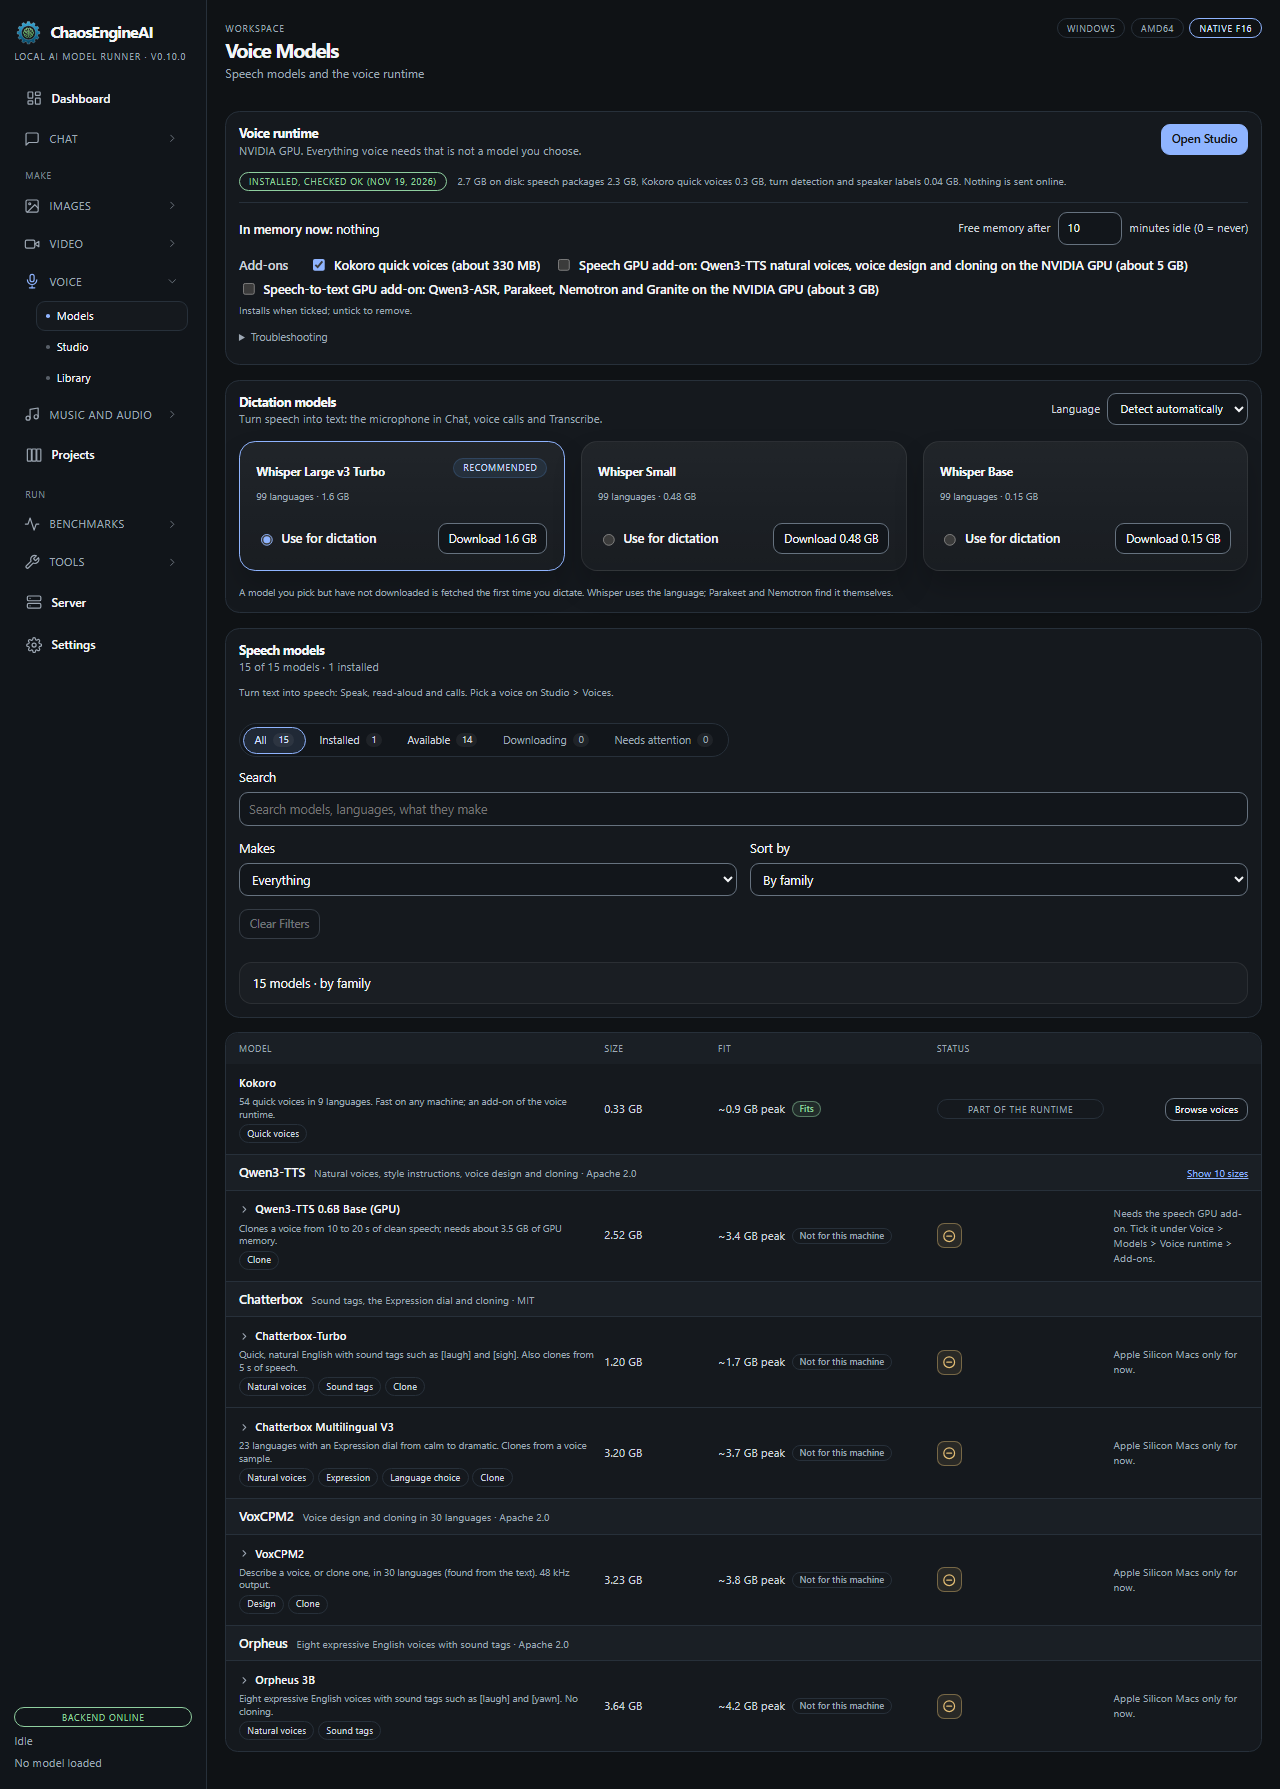 ChaosEngineAI
LOCAL AI MODEL RUNNER · V0.10.0
Dashboard
CHAT
MAKE
IMAGES
VIDEO
VOICE
Models
Studio
Library
MUSIC AND AUDIO
Projects
RUN
BENCHMARKS
TOOLS
Server
Settings
BACKEND ONLINE
Idle
No model loaded
WORKSPACE
Voice Models
Speech models and the voice runtime
WINDOWS
AMD64
NATIVE F16
Voice runtime
NVIDIA GPU. Everything voice needs that is not a model you choose.
Open Studio
INSTALLED, CHECKED OK (NOV 19, 2026)
2.7 GB on disk: speech packages 2.3 GB, Kokoro quick voices 0.3 GB, turn detection and speaker labels 0.04 GB. Nothing is sent online.
In memory now: nothing
Free memory after 10 minutes idle (0 = never)
Add-ons
Kokoro quick voices (about 330 MB)
Speech GPU add-on: Qwen3-TTS natural voices, voice design and cloning on the NVIDIA GPU (about 5 GB)
Speech-to-text GPU add-on: Qwen3-ASR, Parakeet, Nemotron and Granite on the NVIDIA GPU (about 3 GB)
Installs when ticked; untick to remove.
Troubleshooting
Dictation models
Turn speech into text: the microphone in Chat, voice calls and Transcribe.
Language
Detect automatically
Whisper Large v3 Turbo
RECOMMENDED
99 languages · 1.6 GB
Use for dictation
Download 1.6 GB
Whisper Small
99 languages · 0.48 GB
Use for dictation
Download 0.48 GB
Whisper Base
99 languages · 0.15 GB
Use for dictation
Download 0.15 GB
A model you pick but have not downloaded is fetched the first time you dictate. Whisper uses the language; Parakeet and Nemotron find it themselves.
Speech models
15 of 15 models · 1 installed
Turn text into speech: Speak, read-aloud and calls. Pick a voice on Studio > Voices.
All 15
Installed 1
Available 14
Downloading 0
Needs attention 0
Search
Search models, languages, what they make
Makes
Everything
Sort by
By family
Clear Filters
15 models · by family
MODEL
SIZE
FIT
STATUS
Kokoro
54 quick voices in 9 languages. Fast on any machine; an add-on of the voice
runtime.
Quick voices
0.33 GB
~0.9 GB peak
Fits
PART OF THE RUNTIME
Browse voices
Qwen3-TTS
Natural voices, style instructions, voice design and cloning · Apache 2.0
Show 10 sizes
Qwen3-TTS 0.6B Base (GPU)
Clones a voice from 10 to 20 s of clean speech; needs about 3.5 GB of GPU
memory.
Clone
2.52 GB
~3.4 GB peak
Not for this machine
Needs the speech GPU add-
on. Tick it under Voice >
Models > Voice runtime >
Add-ons.
Chatterbox
Sound tags, the Expression dial and cloning · MIT
Chatterbox-Turbo
Quick, natural English with sound tags such as [laugh] and [sigh]. Also clones from
5 s of speech.
Natural voices
Sound tags
Clone
1.20 GB
~1.7 GB peak
Not for this machine
Apple Silicon Macs only for
now.
Chatterbox Multilingual V3
23 languages with an Expression dial from calm to dramatic. Clones from a voice
sample.
Natural voices
Expression
Language choice
Clone
3.20 GB
~3.7 GB peak
Not for this machine
Apple Silicon Macs only for
now.
VoxCPM2
Voice design and cloning in 30 languages · Apache 2.0
VoxCPM2
Describe a voice, or clone one, in 30 languages (found from the text). 48 kHz
output.
Design
Clone
3.23 GB
~3.8 GB peak
Not for this machine
Apple Silicon Macs only for
now.
Orpheus
Eight expressive English voices with sound tags · Apache 2.0
Orpheus 3B
Eight expressive English voices with sound tags such as [laugh] and [yawn]. No
cloning.
Natural voices
Sound tags
3.64 GB
~4.2 GB peak
Not for this machine
Apple Silicon Macs only for
now.